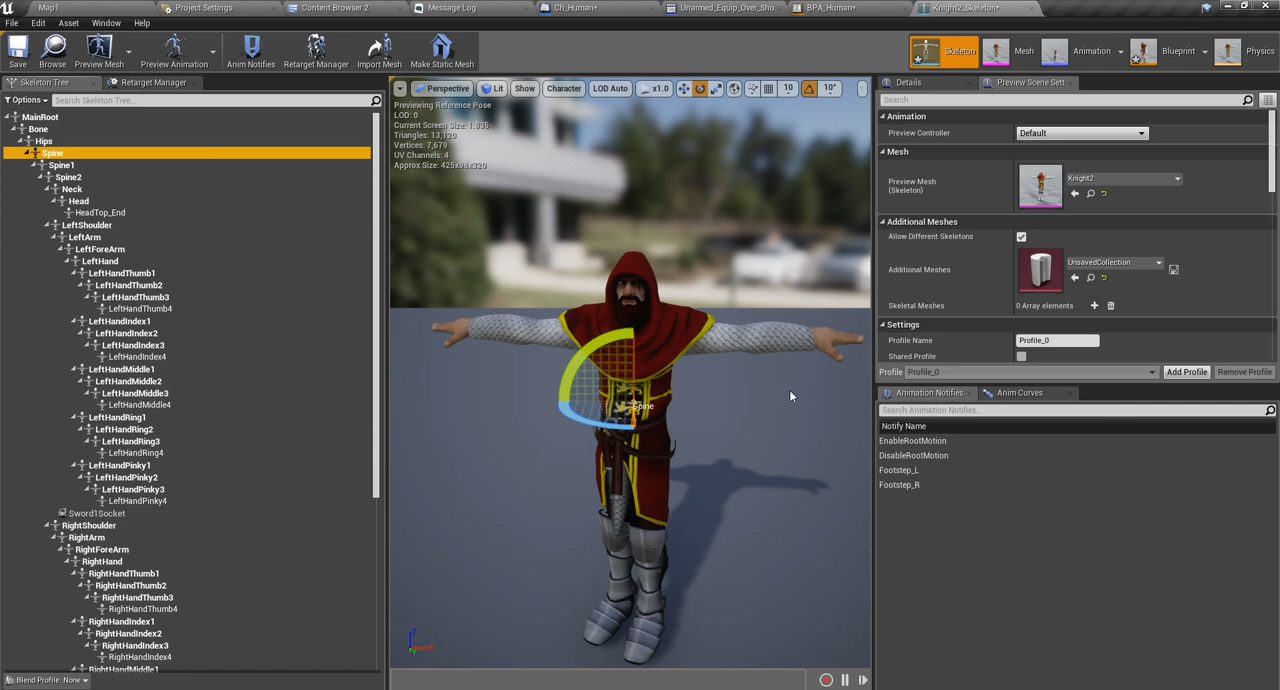 Map1
Project Settings
Content Browser 2
Message Log
Ch_Human*
Unarmed_Equip_Over_Sho
BPA_Human*
Knight2_Skeleton*
File Edit Asset Window Help
Save
Browse
Preview Mesh
Preview Animation
Anim Notifies
Retarget Manager
Import Mesh
Make Static Mesh
Skeleton
Mesh
Animation
Blueprint
Physics
Skeleton Tree
Retarget Manager
Options
Search Skeleton Tree...
MainRoot
Bone
Hips
Spine
Spine1
Spine2
Neck
Head
HeadTop_End
LeftShoulder
LeftArm
LeftForeArm
LeftHand
LeftHandThumb1
LeftHandThumb2
LeftHandThumb3
LeftHandThumb4
LeftHandIndex1
LeftHandIndex2
LeftHandIndex3
LeftHandIndex4
LeftHandMiddle1
LeftHandMiddle2
LeftHandMiddle3
LeftHandMiddle4
LeftHandRing1
LeftHandRing2
LeftHandRing3
LeftHandRing4
LeftHandPinky1
LeftHandPinky2
LeftHandPinky3
LeftHandPinky4
Sword1Socket
RightShoulder
RightArm
RightForeArm
RightHand
RightHandThumb1
RightHandThumb2
RightHandThumb3
RightHandThumb4
RightHandIndex1
RightHandIndex2
RightHandIndex3
RightHandIndex4
RightHandMiddle1
Blend Profile: None
Perspective
Lit
Show
Character
LOD Auto
x1.0
10
10°
Previewing Reference Pose
LOD: 0
Current Screen Size: 1.835
Triangles: 13,120
Vertices: 7,679
UV Channels: 4
Approx Size: 425x98x320
Spine
Details
Preview Scene Sett
Search
Animation
Preview Controller
Default
Mesh
Preview Mesh
(Skeleton)
Knight2
Additional Meshes
Allow Different Skeletons
Additional Meshes
UnsavedCollection
Skeletal Meshes
0 Array elements
Settings
Profile Name
Profile_0
Shared Profile
Profile
Profile_0
Add Profile
Remove Profile
Animation Notifies
Anim Curves
Search Animation Notifies...
Notify Name
EnableRootMotion
DisableRootMotion
Footstep_L
Footstep_R